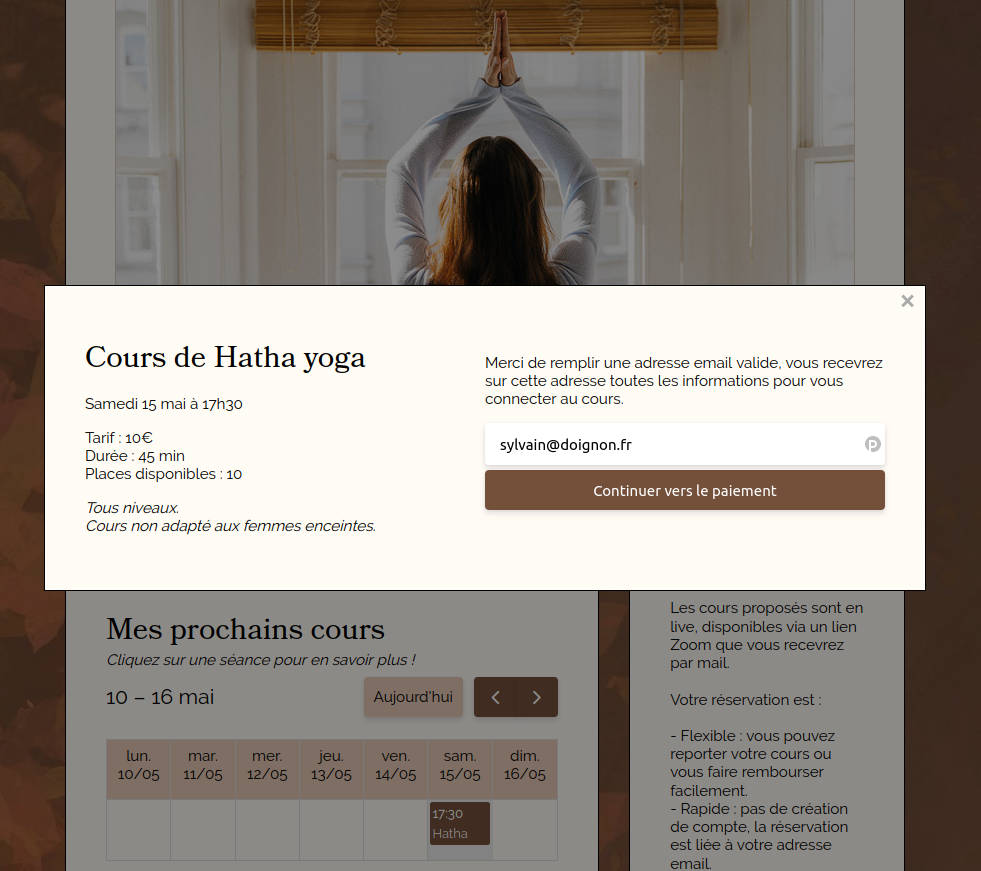 Cours de Hatha yoga
Samedi 15 mai à 17h30
Tarif : 10€
Durée : 45 min
Places disponibles : 10
Tous niveaux.
Cours non adapté aux femmes enceintes.
Merci de remplir une adresse email valide, vous recevrez
sur cette adresse toutes les informations pour vous
connecter au cours.
sylvain@doignon.fr
Continuer vers le paiement
Mes prochains cours
Cliquez sur une séance pour en savoir plus !
10 – 16 mai
Aujourd'hui
lun. mar. mer. jeu. ven. sam. dim.
10/05 11/05 12/05 13/05 14/05 15/05 16/05
17:30
Hatha
Les cours proposés sont en
live, disponibles via un lien
Zoom que vous recevrez
par mail.
Votre réservation est :
- Flexible : vous pouvez
reporter votre cours ou
vous faire rembourser
facilement.
- Rapide : pas de création
de compte, la réservation
est liée à votre adresse
email.